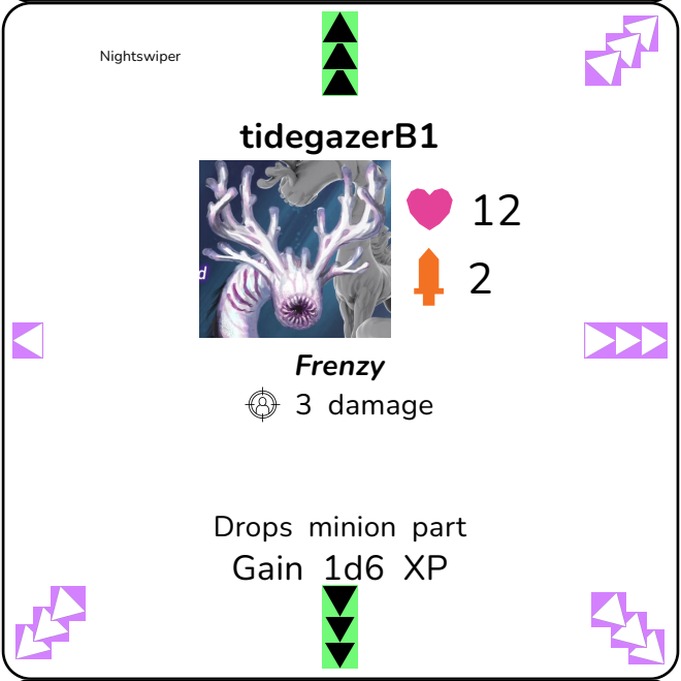 Nightswiper
tidegazerB1
12
d
2
Frenzy
3 damage
Drops minion part
Gain 1d6 XP